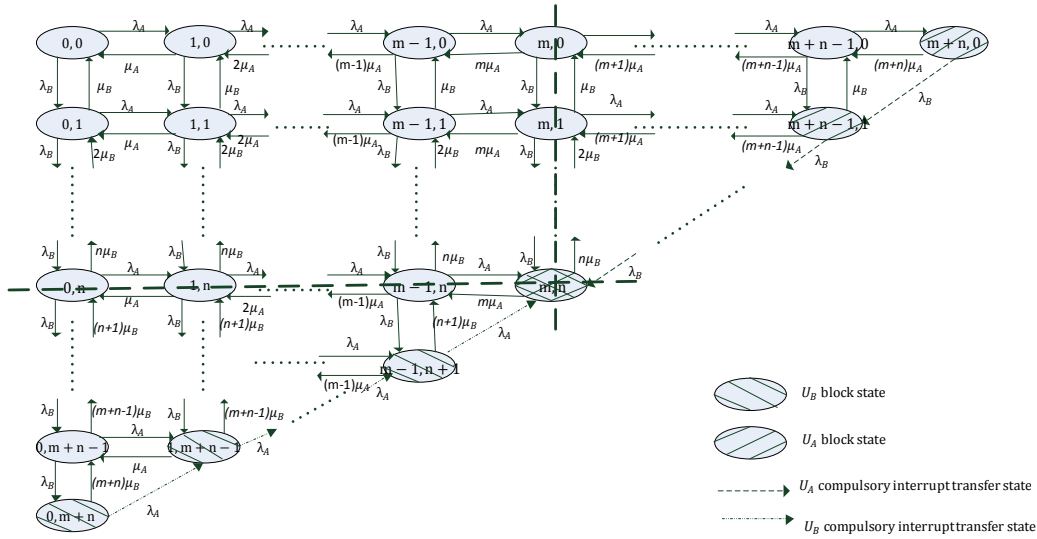 λA λA λA λA λA λA
0,0 1,0 m − 1,0 m,0 m + n − 1,0 m + n,0
μA 2μA (m-1)μA mμA (m+1)μA (m+n-1)μA (m+n)μA
λB μB λB μB λB μB λB μB λB μB λB
λA λA λA λA λA λA
0,1 1,1 m − 1,1 m,1 m + n − 1,1
μA 2μA (m-1)μA mμA (m+1)μA (m+n-1)μA
λB 2μB λB 2μB λB 2μB λB 2μB λB
λB nμB λB nμB λB nμB λB nμB
λA λA λA λA λB
0,n 1,n m − 1,n m,n
μA 2μA (m-1)μA mμA
λB (n+1)μB λB (n+1)μB λB (n+1)μB λA
λA
m − 1,n + 1
(m-1)μA λA
λB (m+n-1)μB λB (m+n-1)μB
λA
0,m + n − 1 1,m + n − 1
μA λA
λB (m+n)μB
0,m + n λA
UB block state
UA block state
UA compulsory interrupt transfer state
UB compulsory interrupt transfer state